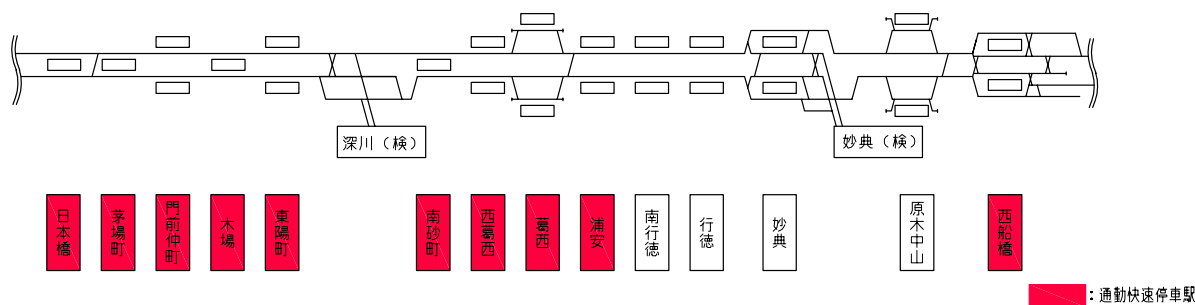 深川（検）
妙典（検）
日本橋
茅場町
門前仲町
木場
東陽町
南砂町
西葛西
葛西
浦安
南行徳
行徳
妙典
原木中山
西船橋
：通勤快速停車駅